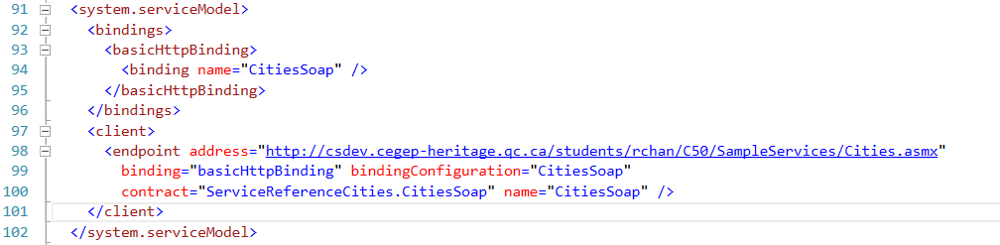 91 <system.serviceModel>
92 <bindings>
93 <basicHttpBinding>
94 <binding name="CitiesSoap" />
95 </basicHttpBinding>
96 </bindings>
97 <client>
98 <endpoint address="http://csdev.cegep-heritage.qc.ca/students/rchan/C50/SampleServices/Cities.asmx"
99 binding="basicHttpBinding" bindingConfiguration="CitiesSoap"
100 contract="ServiceReferenceCities.CitiesSoap" name="CitiesSoap" />
101 </client>
102 </system.serviceModel>